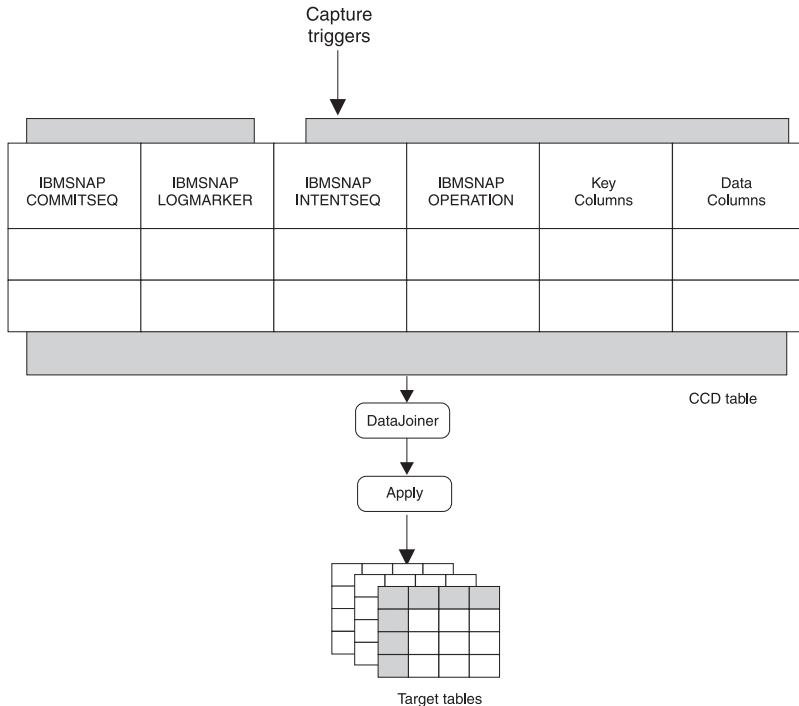 Capture
triggers
IBMSNAP
COMMITSEQ
IBMSNAP
LOGMARKER
IBMSNAP
INTENTSEQ
IBMSNAP
OPERATION
Key
Columns
Data
Columns
CCD table
DataJoiner
Apply
Target tables